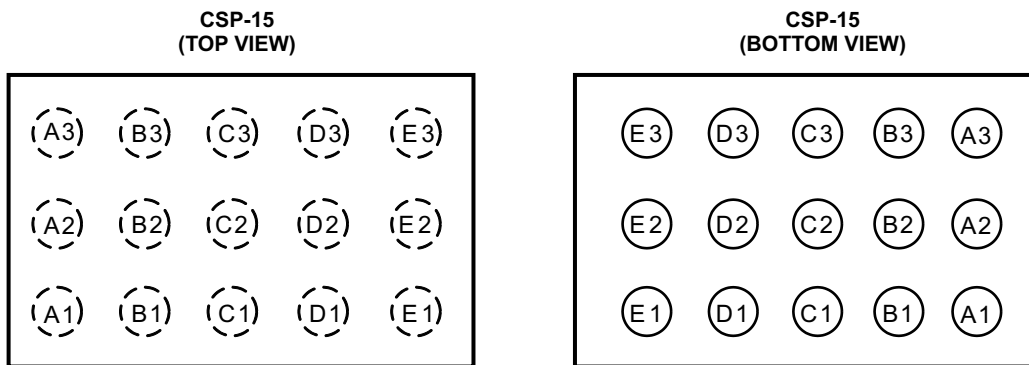 CSP-15
(TOP VIEW)
A3 B3 C3 D3 E3
A2 B2 C2 D2 E2
A1 B1 C1 D1 E1
CSP-15
(BOTTOM VIEW)
E3 D3 C3 B3 A3
E2 D2 C2 B2 A2
E1 D1 C1 B1 A1